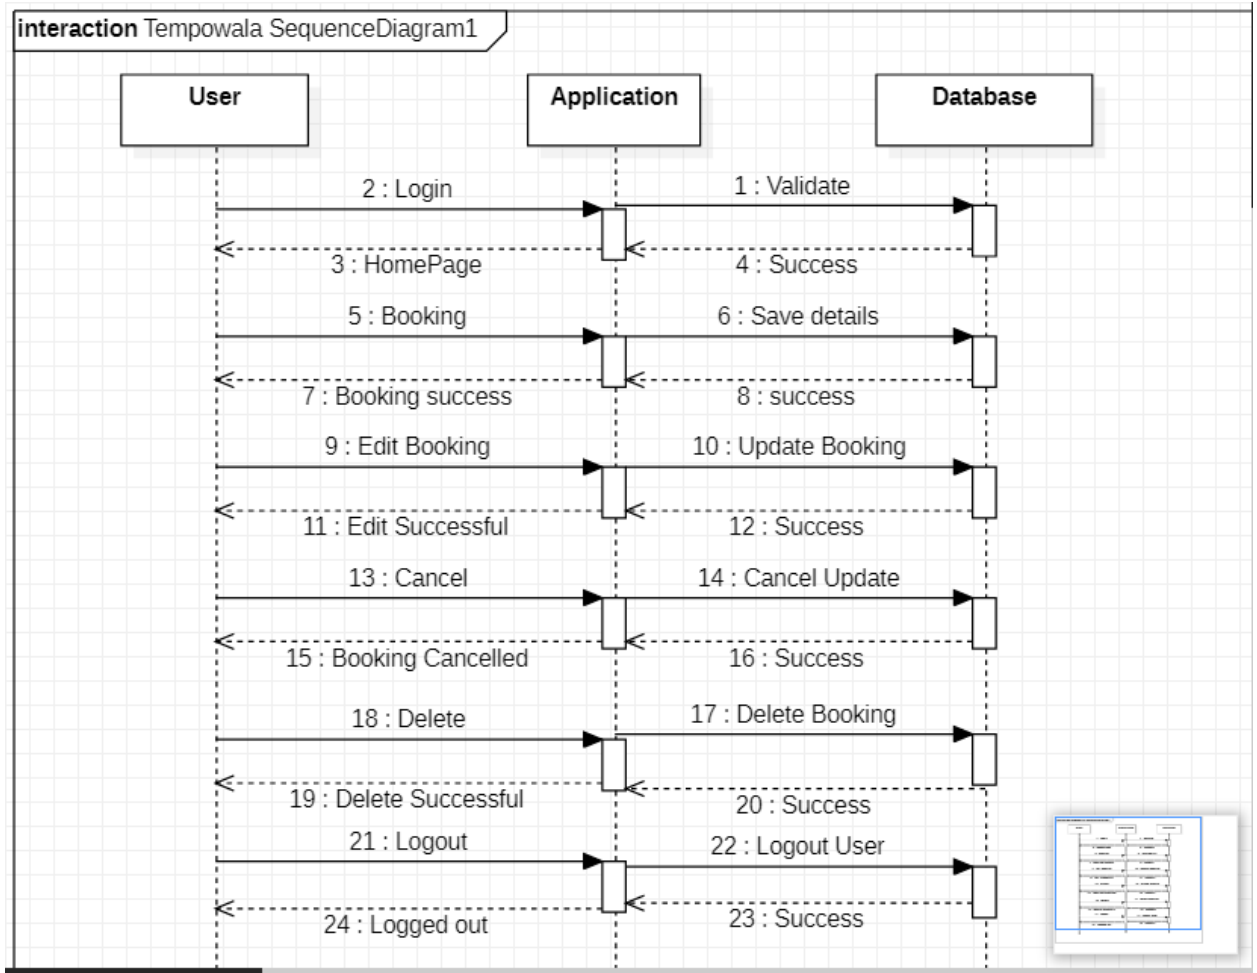 interaction Tempowala SequenceDiagram1
User
Application
Database
2 : Login
1 : Validate
3 : HomePage
4 : Success
5 : Booking
6 : Save details
7 : Booking success
8 : success
9 : Edit Booking
10 : Update Booking
11 : Edit Successful
12 : Success
13 : Cancel
14 : Cancel Update
15 : Booking Cancelled
16 : Success
18 : Delete
17 : Delete Booking
19 : Delete Successful
20 : Success
21 : Logout
22 : Logout User
24 : Logged out
23 : Success